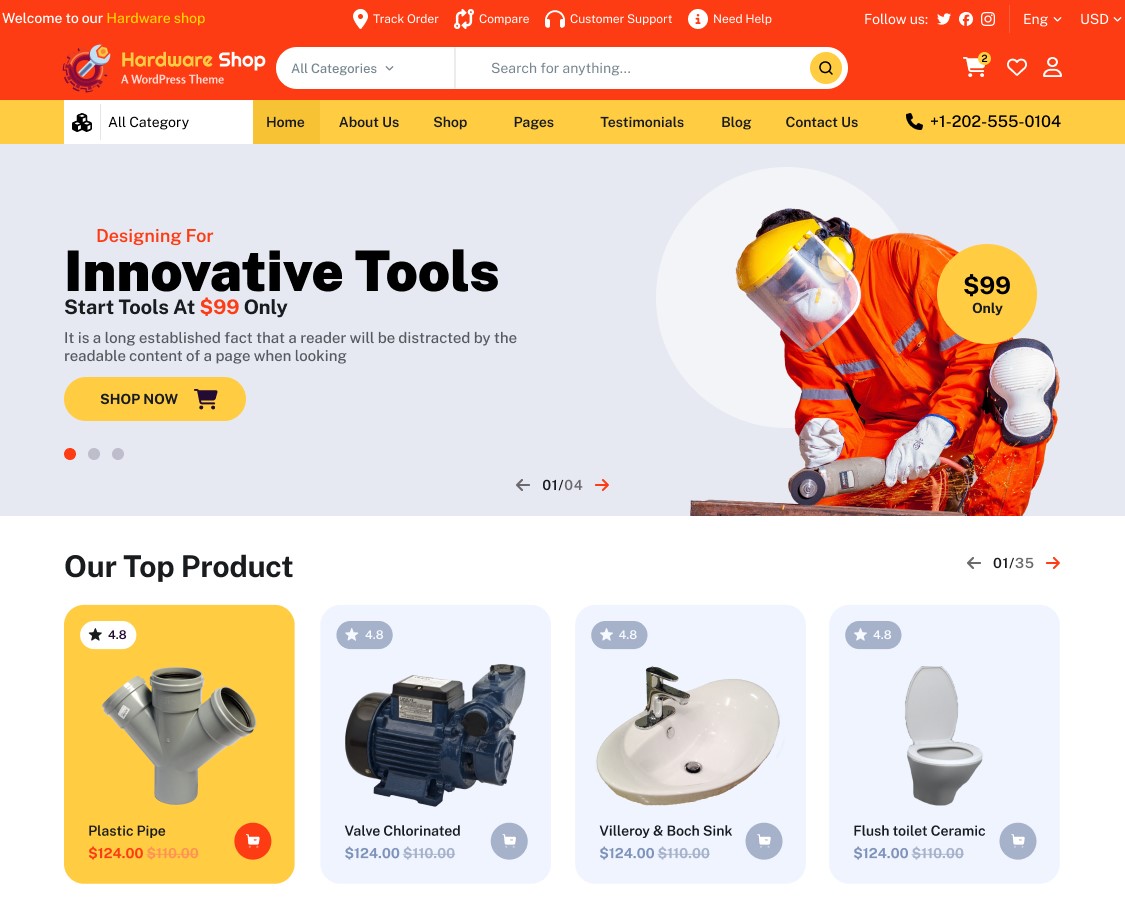 Welcome to our Hardware shop
Track Order
Compare
Customer Support
Need Help
Follow us:
Eng
USD
Hardware Shop
A WordPress Theme
All Categories
Search for anything...
2
All Category
Home
About Us
Shop
Pages
Testimonials
Blog
Contact Us
+1-202-555-0104
Designing For
Innovative Tools
Start Tools At $99 Only
It is a long established fact that a reader will be distracted by the
readable content of a page when looking
SHOP NOW
$99
Only
01/04
Our Top Product
01/35
4.8
4.8
4.8
4.8
Plastic Pipe
$124.00 $110.00
Valve Chlorinated
$124.00 $110.00
Villeroy & Boch Sink
$124.00 $110.00
Flush toilet Ceramic
$124.00 $110.00